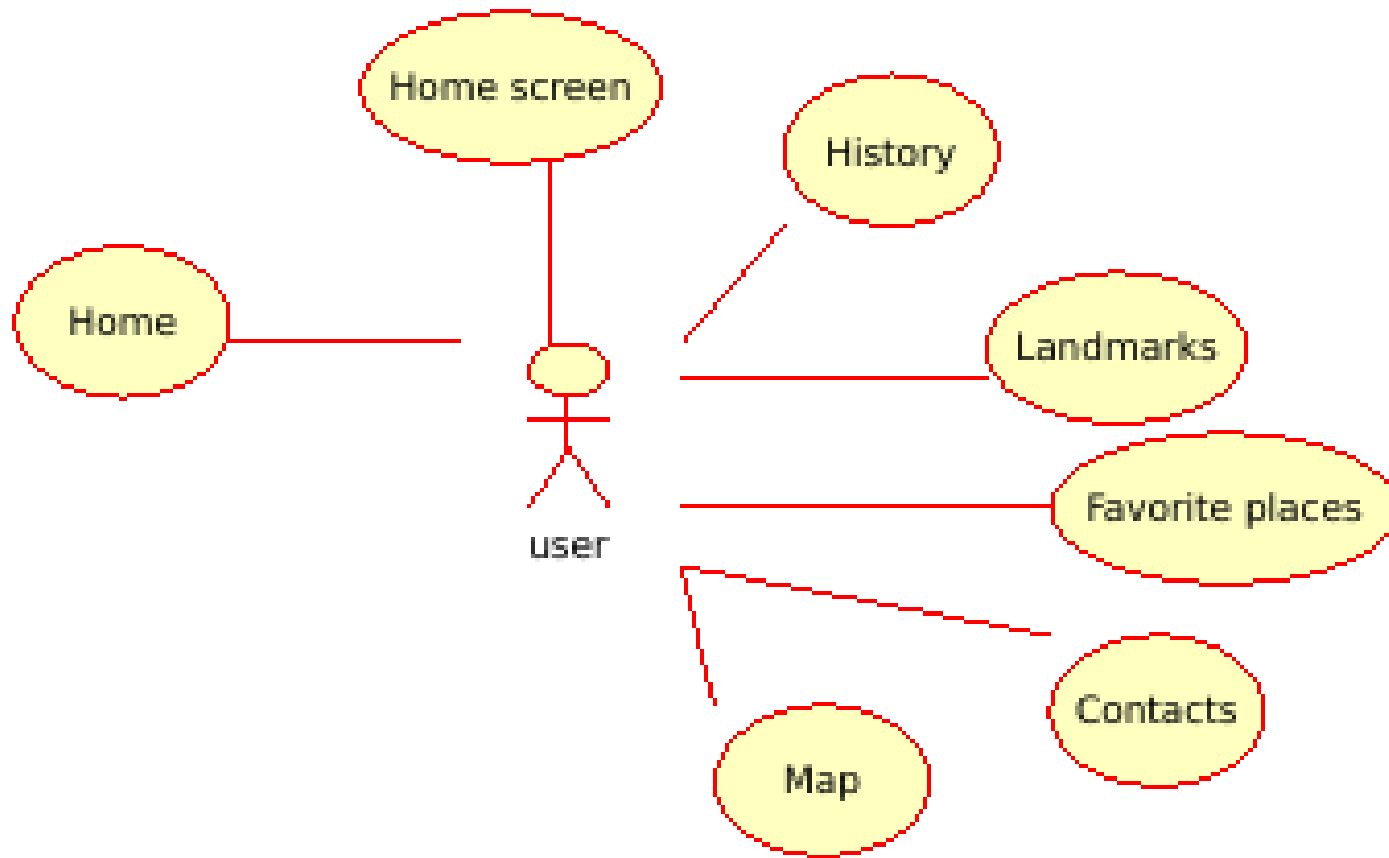 Home screen
History
Home
Landmarks
Favorite places
user
Contacts
Map